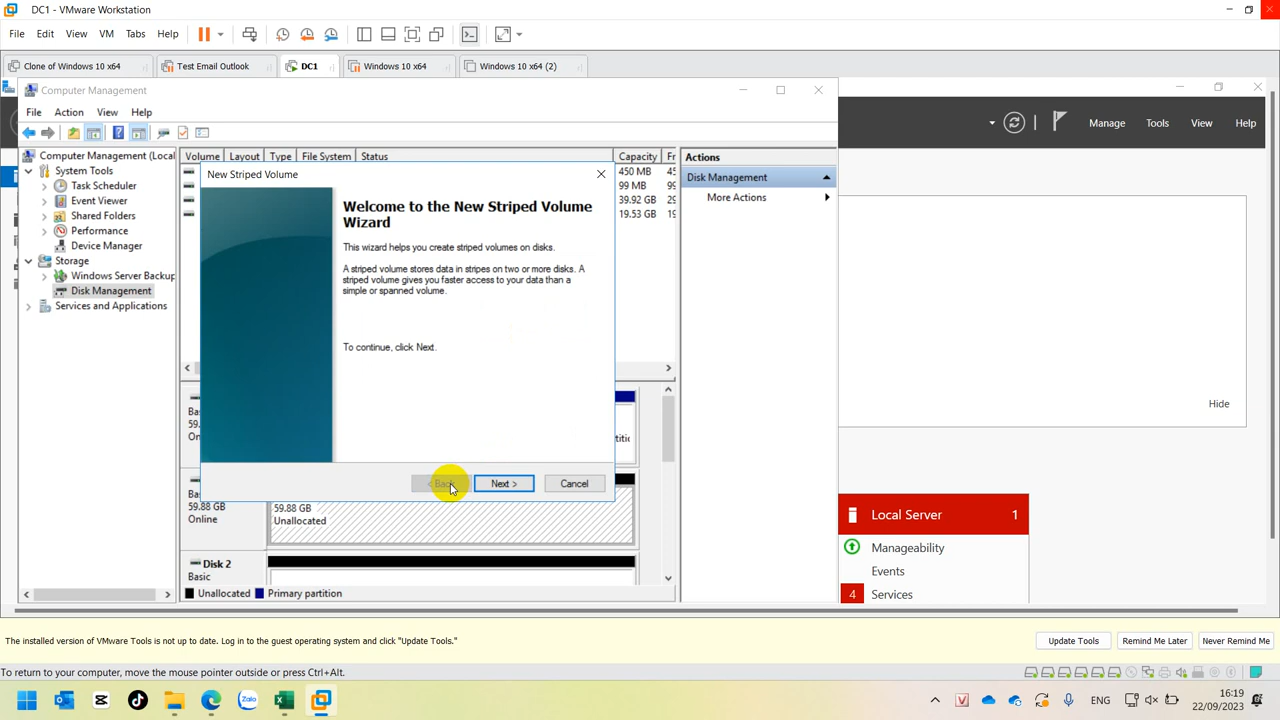 DC1 - VMware Workstation
File Edit View VM Tabs Help
Clone of Windows 10 x64 Test Email Outlook DC1 Windows 10 x64 Windows 10 x64 (2)
Computer Management
File Action View Help
Manage Tools View Help
Computer Management (Local
System Tools
Task Scheduler
Event Viewer
Shared Folders
Performance
Device Manager
Storage
Windows Server Backup
Disk Management
Services and Applications
Volume Layout Type File System Status Capacity Fr
450 MB 45
99 MB
39.92 GB 29
19.53 GB 19
Actions
Disk Management
More Actions
New Striped Volume
Welcome to the New Striped Volume
Wizard
This wizard helps you create striped volumes on disks.
A striped volume stores data in stripes on two or more disks. A
striped volume gives you faster access to your data than a
simple or spanned volume.
To continue, click Next.
< Back Next > Cancel
Bas
59.
On
59.88 GB 59.88 GB
Online Unallocated
Disk 2
Basic
Unallocated Primary partition
Hide
Local Server 1
Manageability
Events
4 Services
The installed version of VMware Tools is not up to date. Log in to the guest operating system and click "Update Tools."
Update Tools Remind Me Later Never Remind Me
To return to your computer, move the mouse pointer outside or press Ctrl+Alt.
Zalo
ENG
16:19
22/09/2023